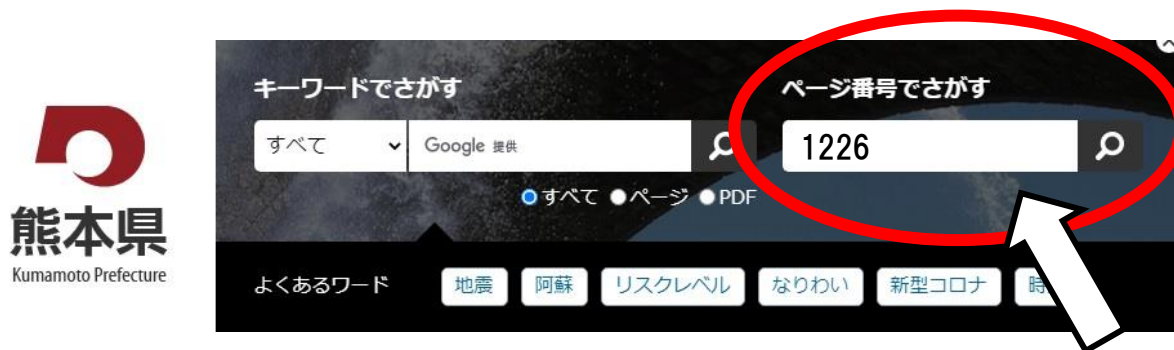 熊本県
Kumamoto Prefecture
キーワードでさがす
すべて
Google 提供
すべて ページ PDF
ページ番号でさがす
1226
よくあるワード 地震 阿蘇 リスクレベル なりわい 新型コロナ 時